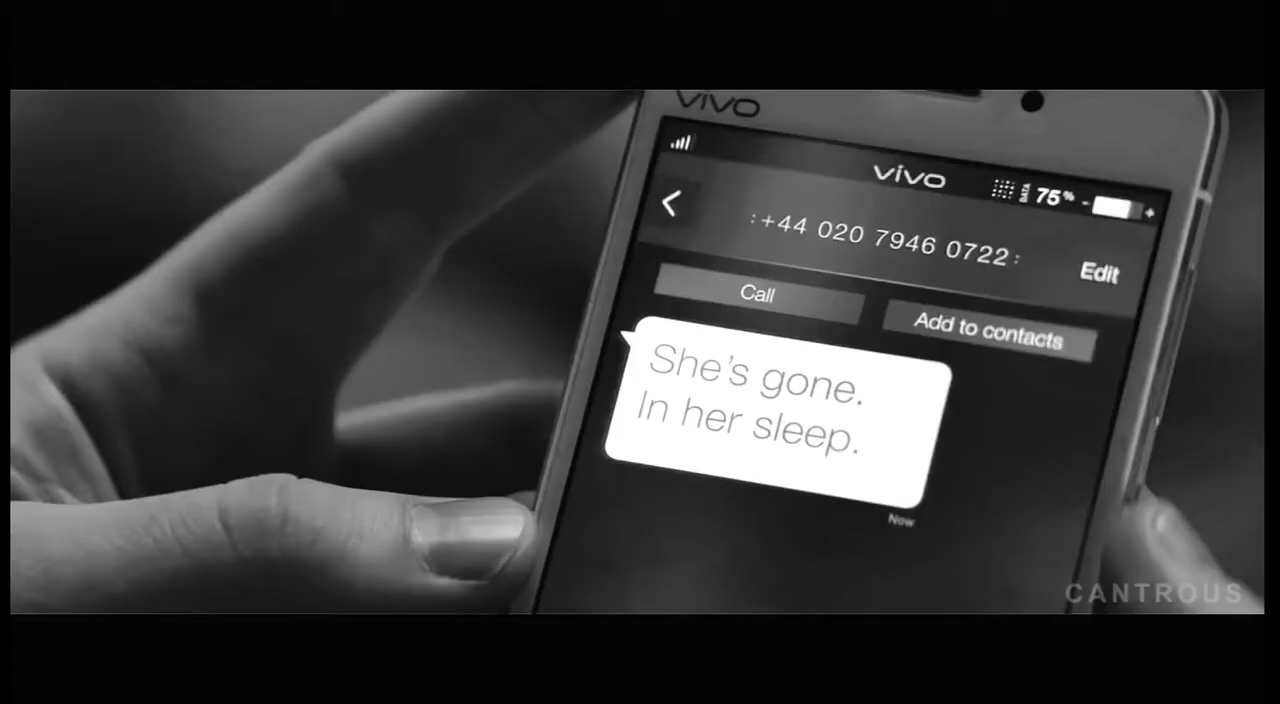 vivo
vivo
DATA 75% - +
:+44 020 7946 0722:
Edit
Call
Add to contacts
She's gone.
In her sleep.
Now
CANTROUS